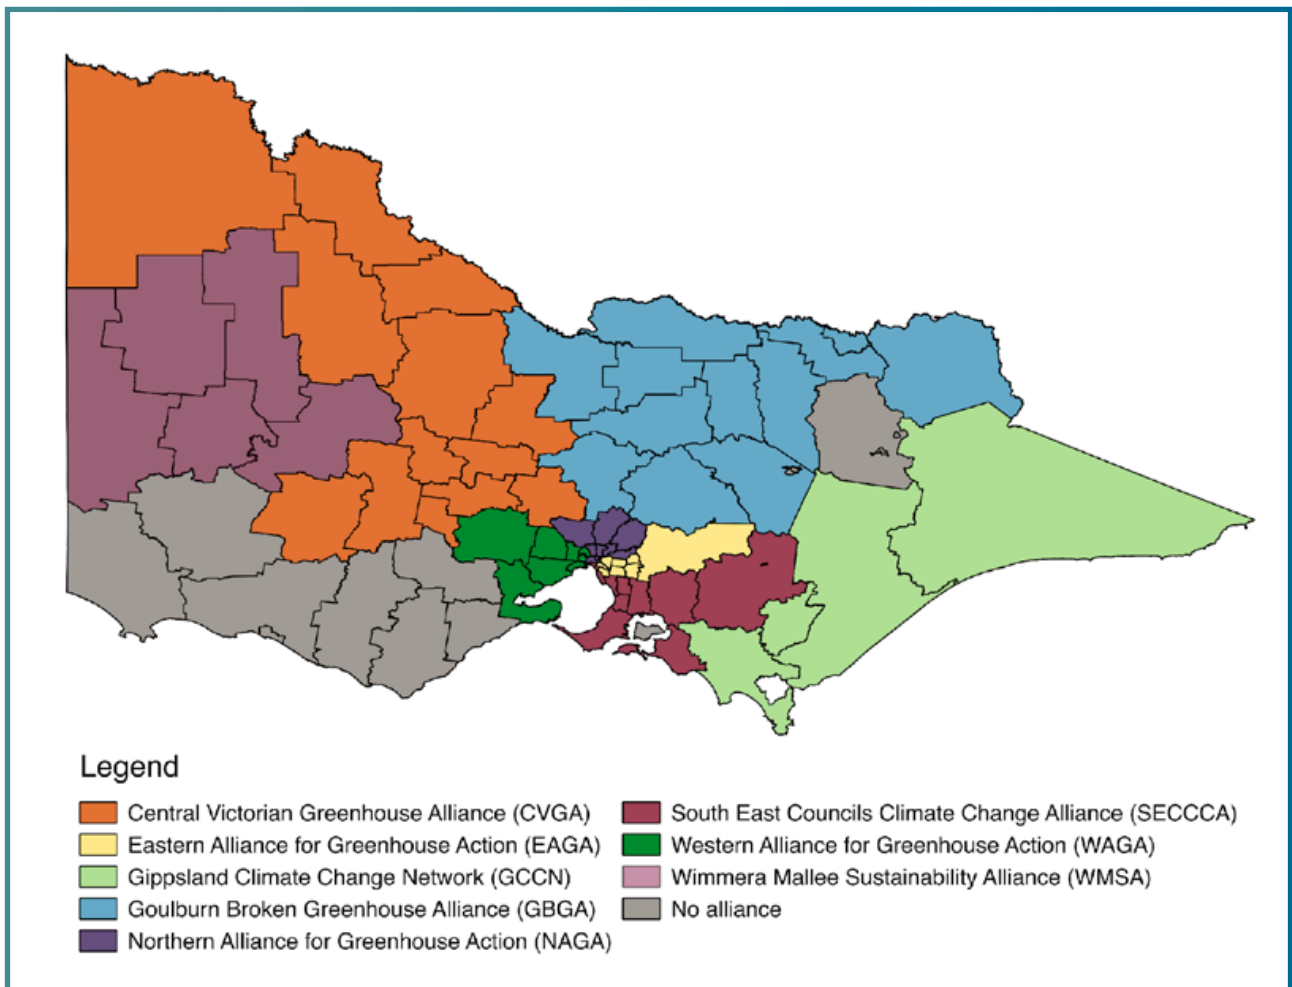 Legend
Central Victorian Greenhouse Alliance (CVGA)
Eastern Alliance for Greenhouse Action (EAGA)
Gippsland Climate Change Network (GCCN)
Goulburn Broken Greenhouse Alliance (GBGA)
Northern Alliance for Greenhouse Action (NAGA)
South East Councils Climate Change Alliance (SECCCA)
Western Alliance for Greenhouse Action (WAGA)
Wimmera Mallee Sustainability Alliance (WMSA)
No alliance